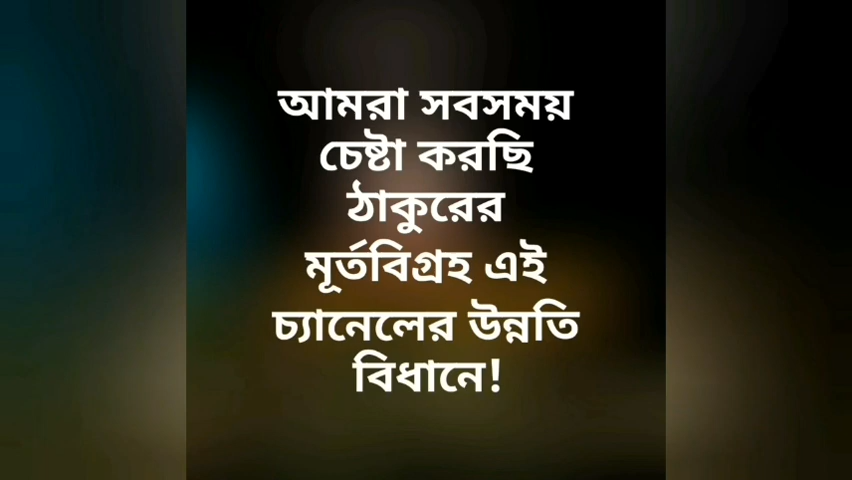 আমরা সবসময়
চেষ্টা করছি
ঠাকুরের
মূর্তবিগ্রহ এই
চ্যানেলের উন্নতি
বিধানে!